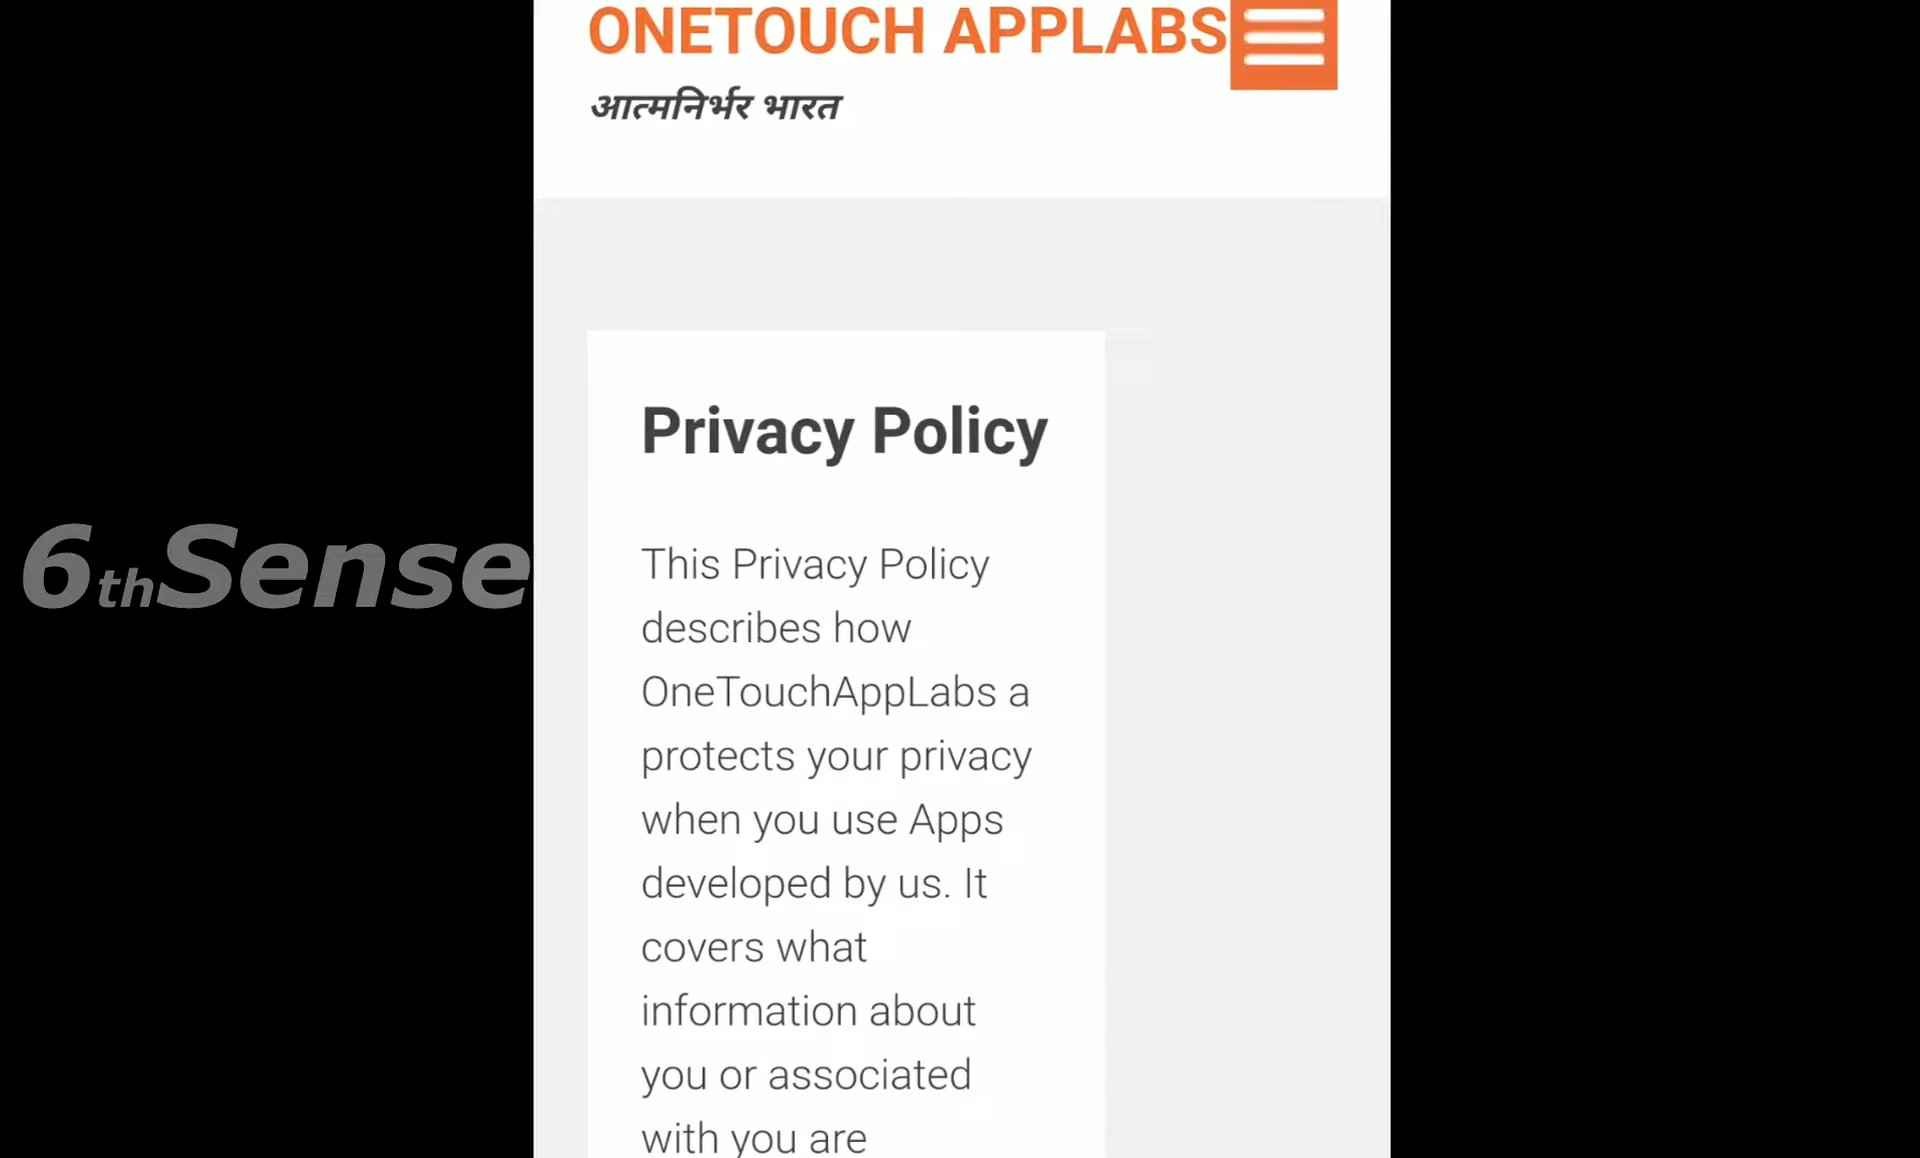 ONETOUCH APPLABS
आत्मनिर्भर भारत
Privacy Policy
6thSense
This Privacy Policy
describes how
OneTouchAppLabs a
protects your privacy
when you use Apps
developed by us. It
covers what
information about
you or associated
with you are